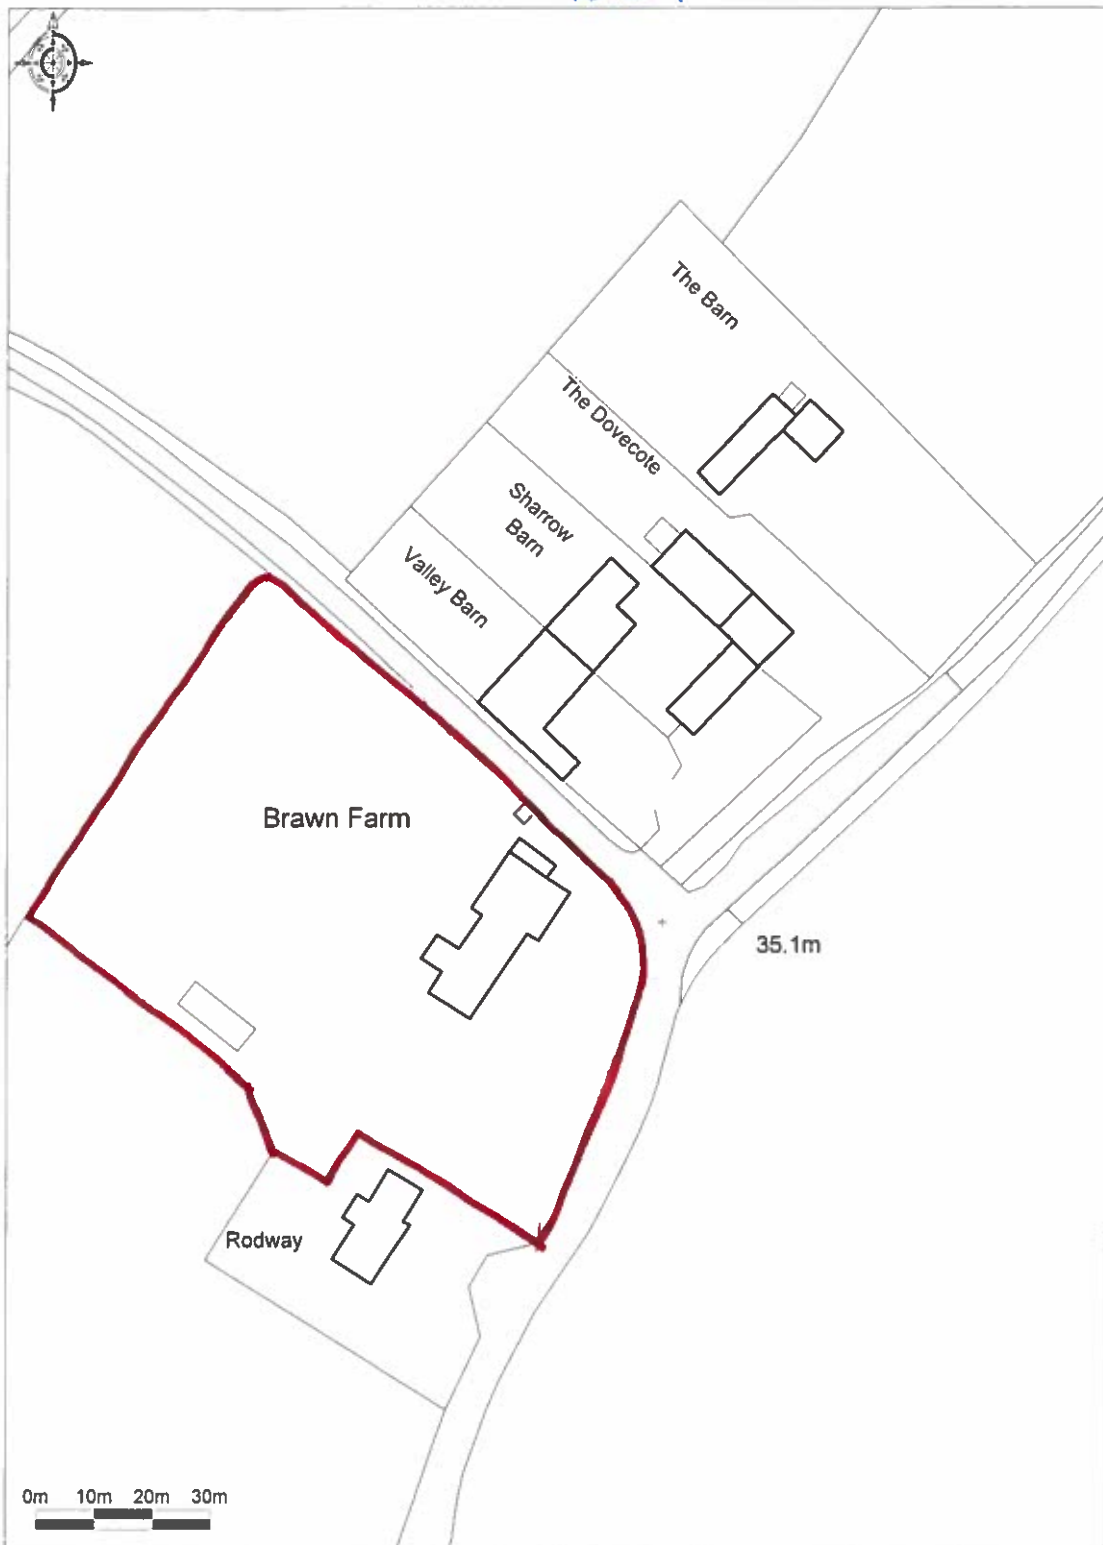 The Barn
The Dovecote
Sharrow
Barn
Valley Barn
Brawn Farm
35.1m
Rodway
0m 10m 20m 30m